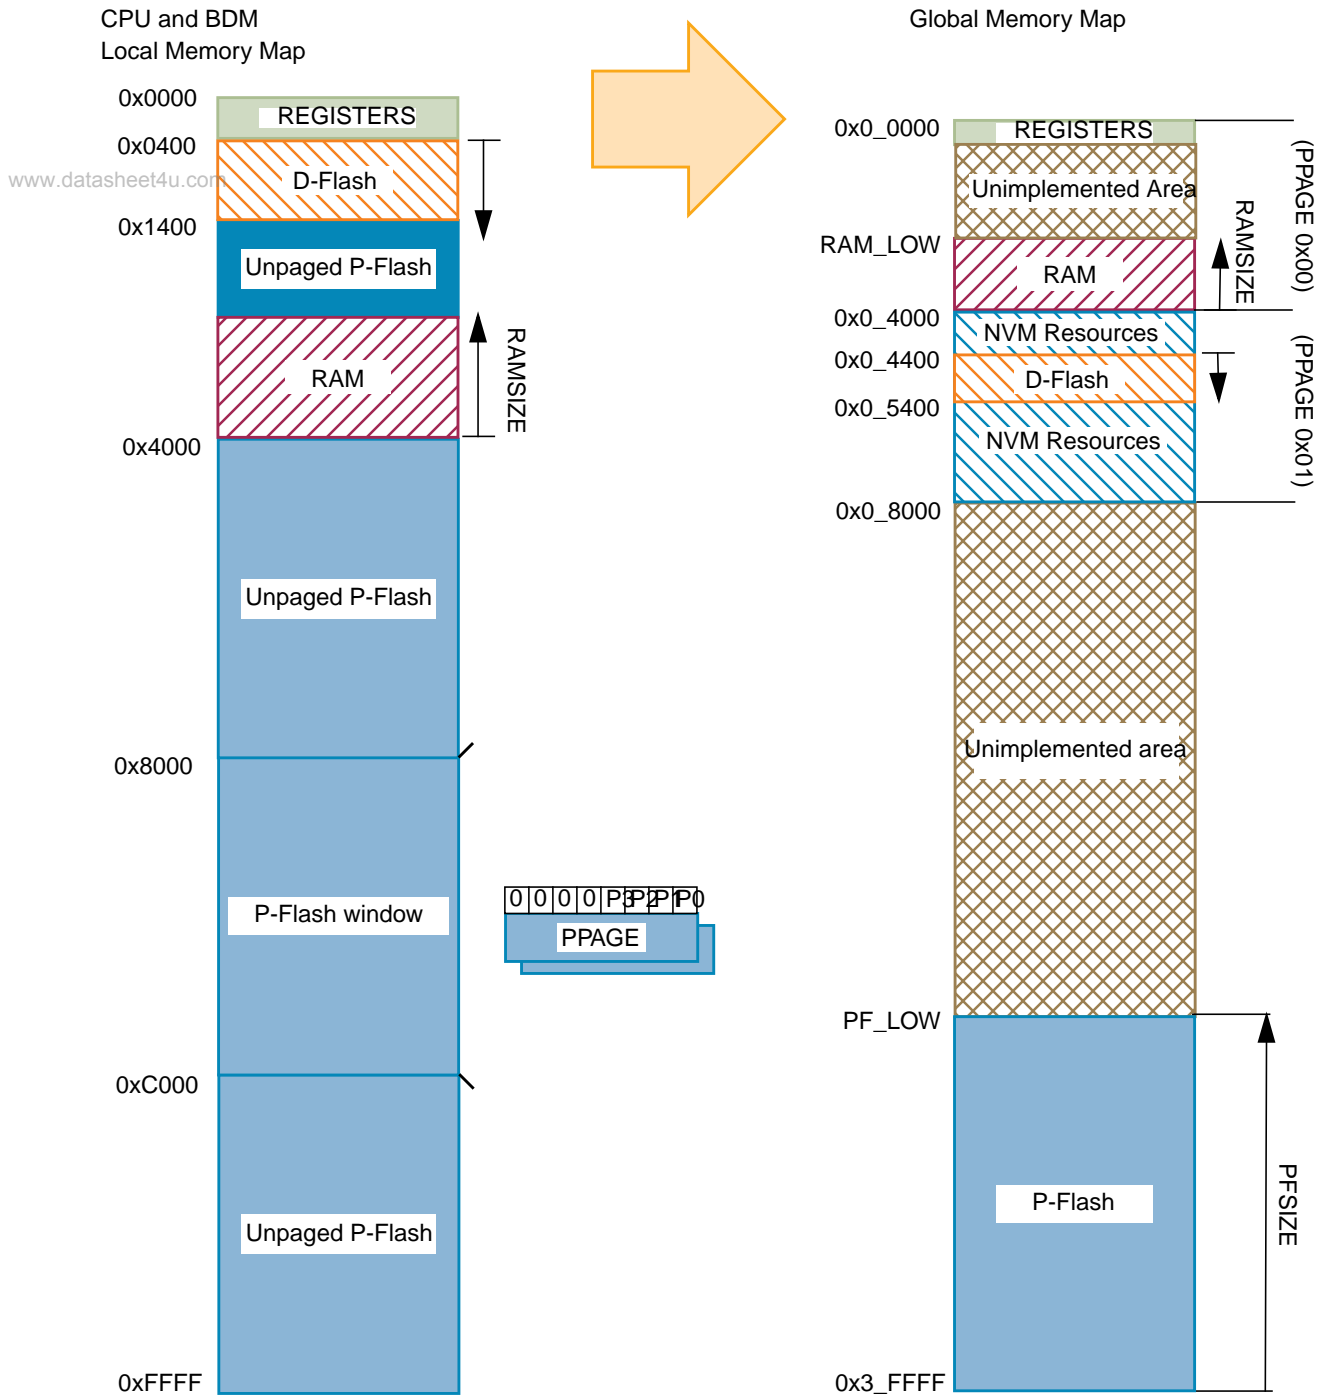 CPU and BDM
Local Memory Map
Global Memory Map
0x0000
REGISTERS
0x0400
D-Flash
www.datasheet4u.com
0x1400
Unpaged P-Flash
RAM
RAMSIZE
0x4000
Unpaged P-Flash
0x8000
P-Flash window
0xC000
Unpaged P-Flash
0xFFFF
0 0 0 0 P3 P2 P1 P0
PPAGE
0x0_0000
REGISTERS
Unimplemented Area
(PPAGE 0x00)
RAM_LOW
RAM
RAMSIZE
0x0_4000
NVM Resources
0x0_4400
D-Flash
(PPAGE 0x01)
0x0_5400
NVM Resources
0x0_8000
Unimplemented area
PF_LOW
P-Flash
PFSIZE
0x3_FFFF